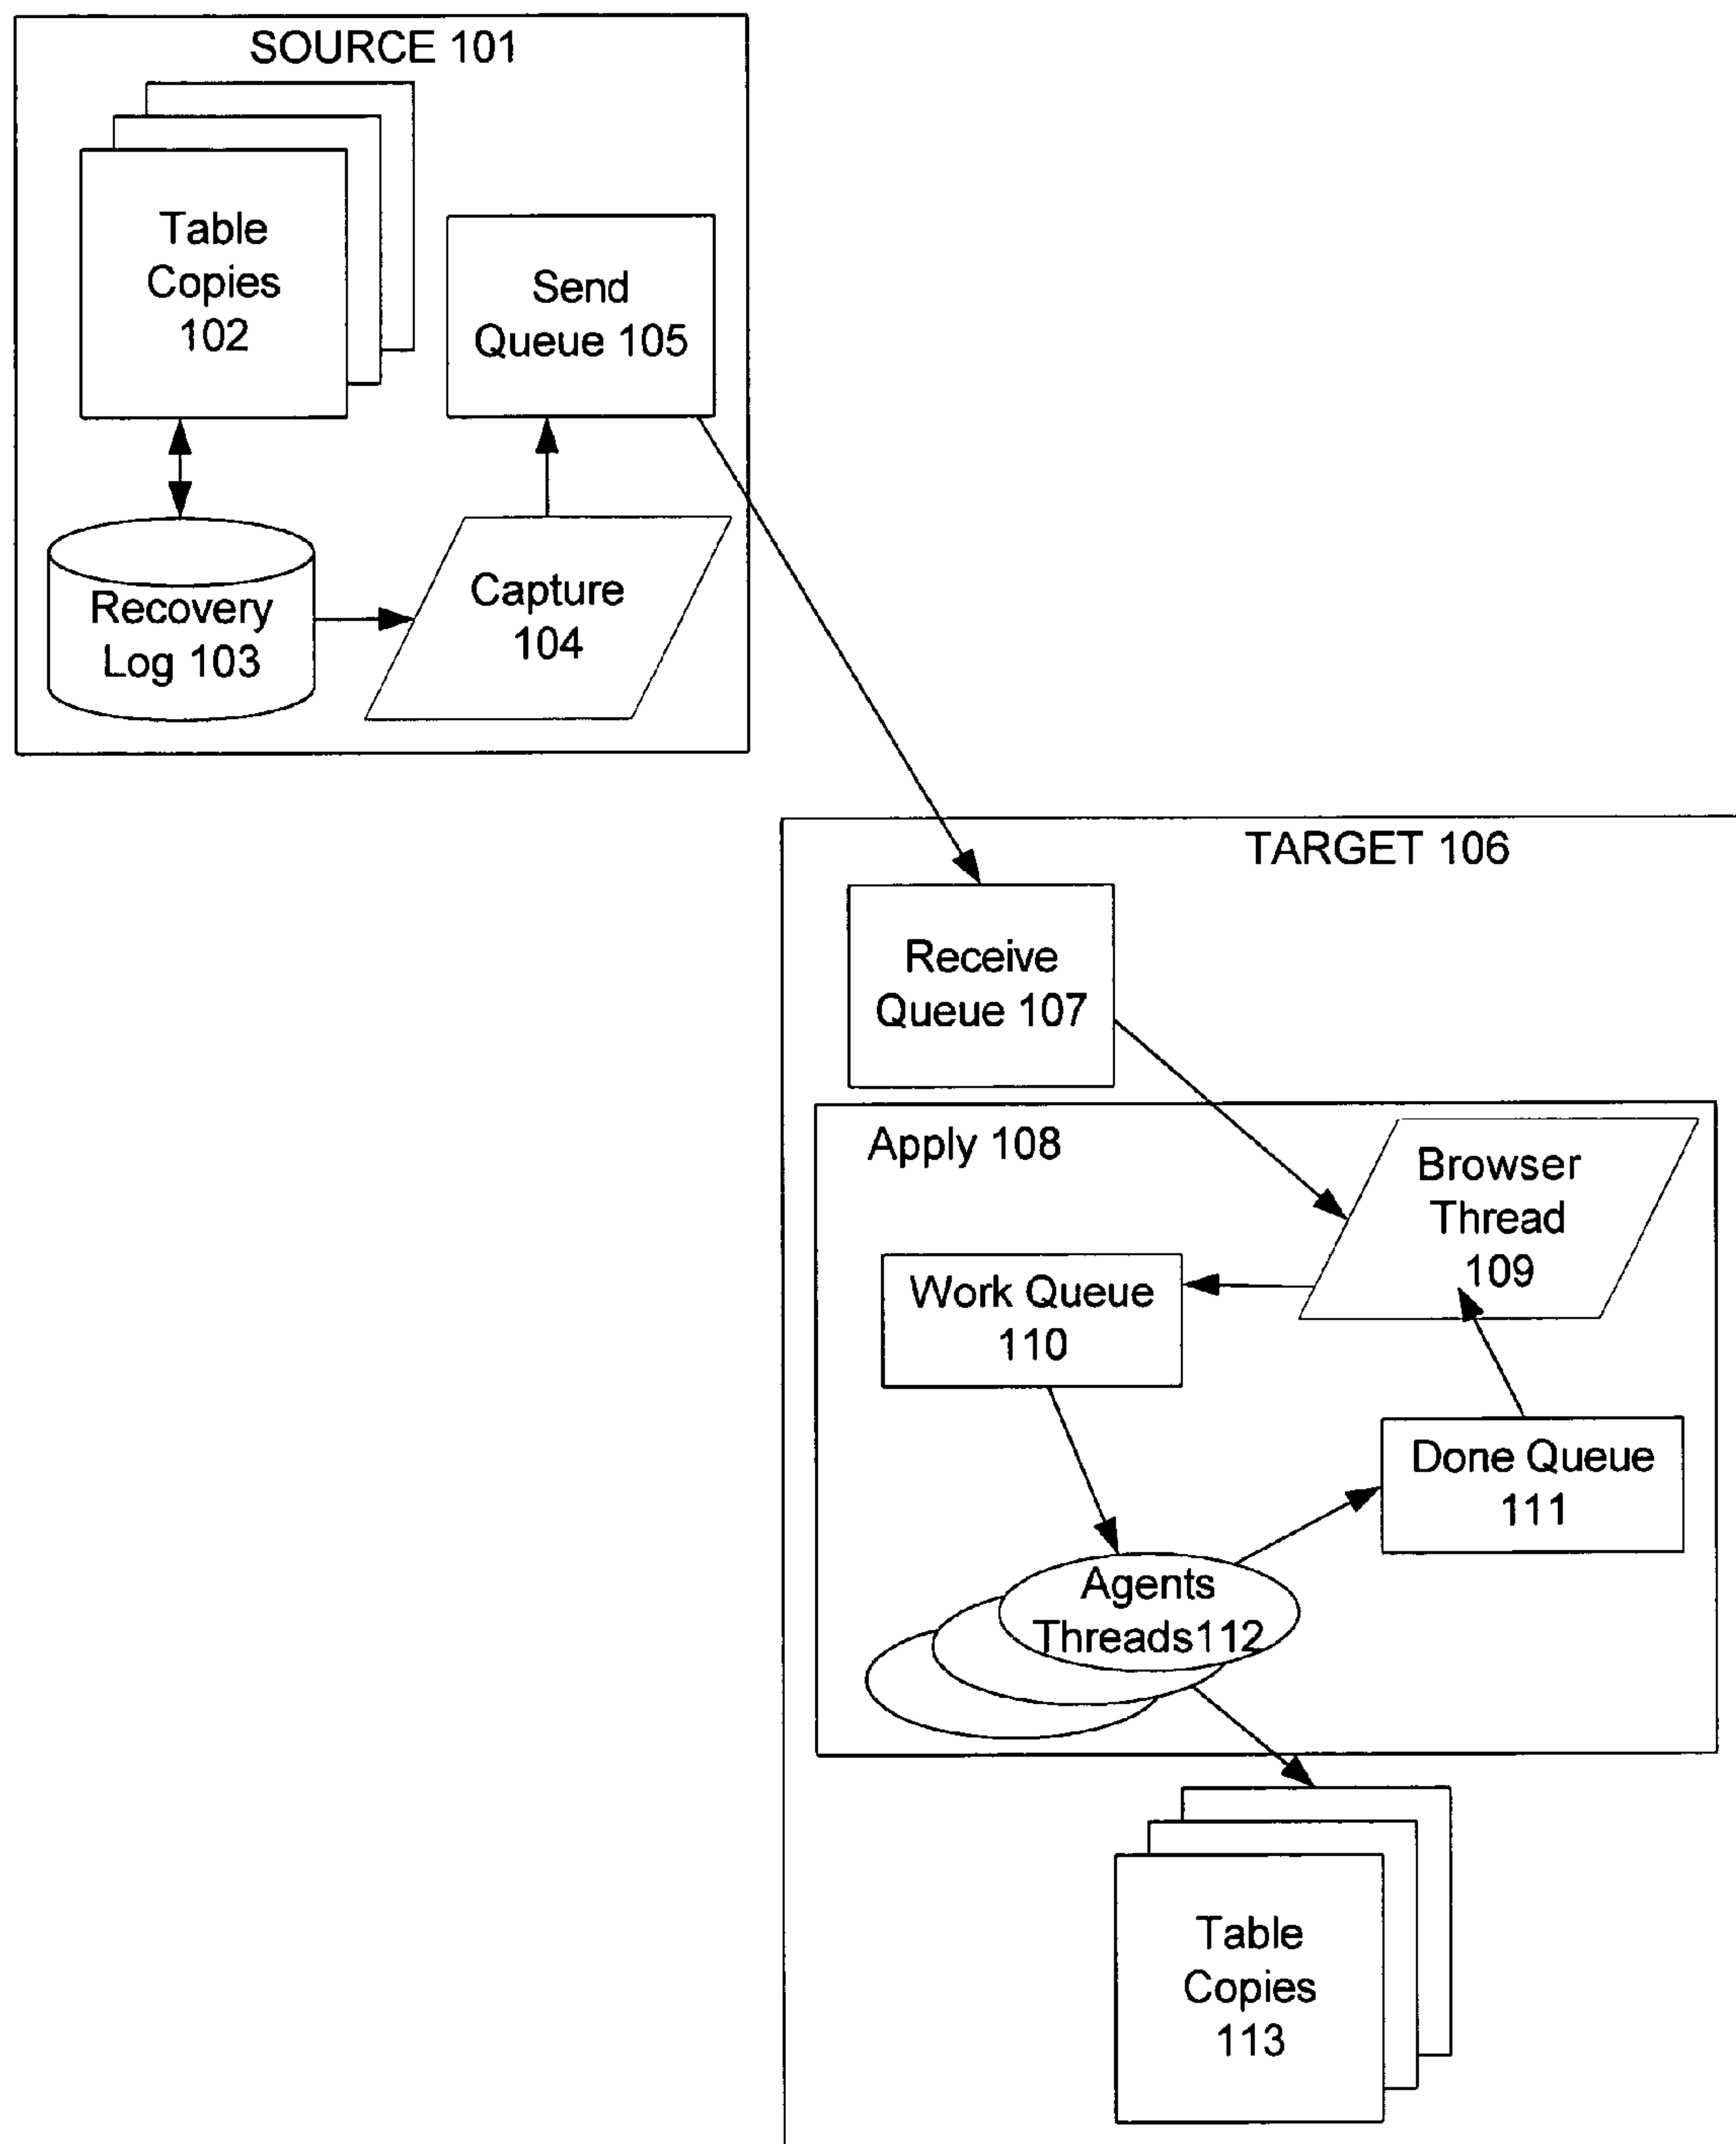 SOURCE 101
Table
Copies
102
Send
Queue 105
Recovery
Log 103
Capture
104
TARGET 106
Receive
Queue 107
Apply 108
Browser
Thread
109
Work Queue
110
Done Queue
111
Agents
Threads112
Table
Copies
113